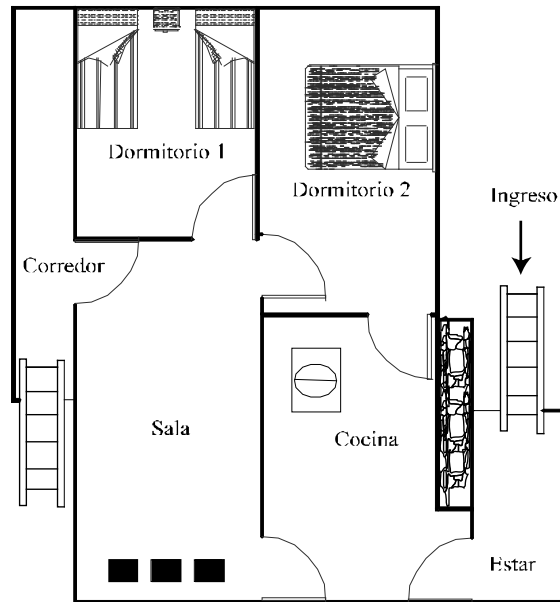 Dormitorio 1
Dormitorio 2
Ingreso
Corredor
Sala
Cocina
Estar